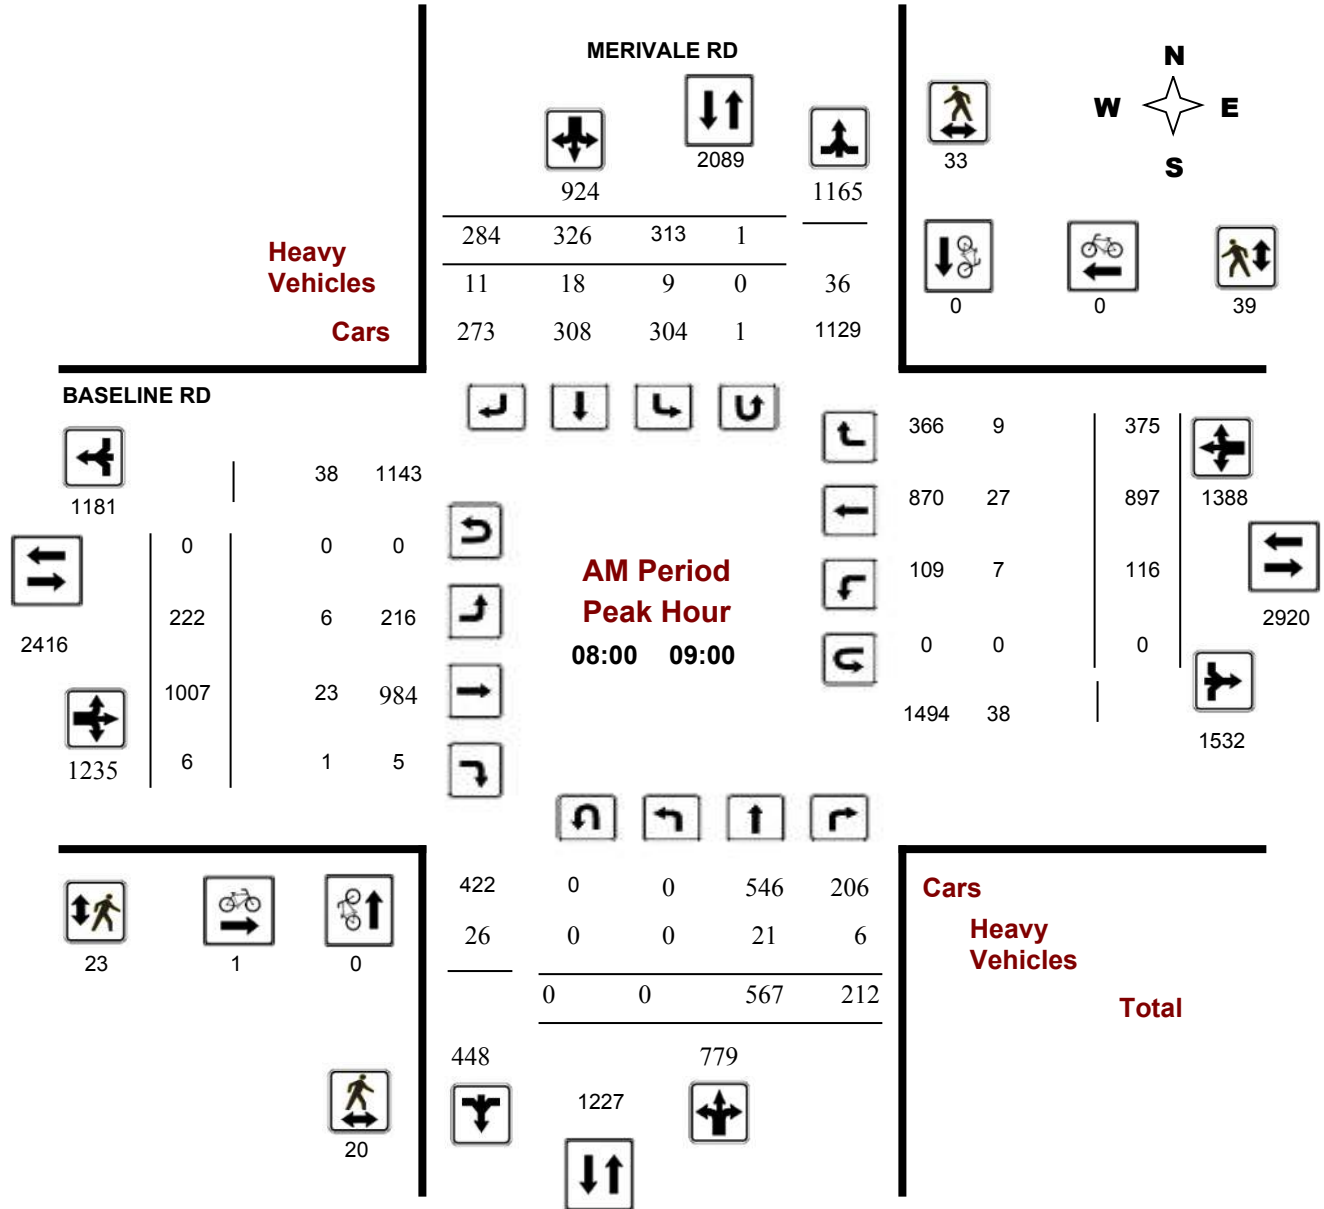 MERIVALE RD
N
W E
S
2089
33
924
1165
284 326 313 1
Heavy
Vehicles
11 18 9 0 36
0 0 39
Cars
273 308 304 1 1129
BASELINE RD
366 9 375
38 1143
1181
870 27 897 1388
0 0 0
AM Period
109 7 116
Peak Hour
222 6 216
2920
2416
08:00 09:00
0 0 0
1007 23 984
1494 38
1532
1235 6 1 5
422 0 0 546 206
Cars
26 0 0 21 6
Heavy
Vehicles
23 1 0
0 0 567 212
Total
448 779
1227
20